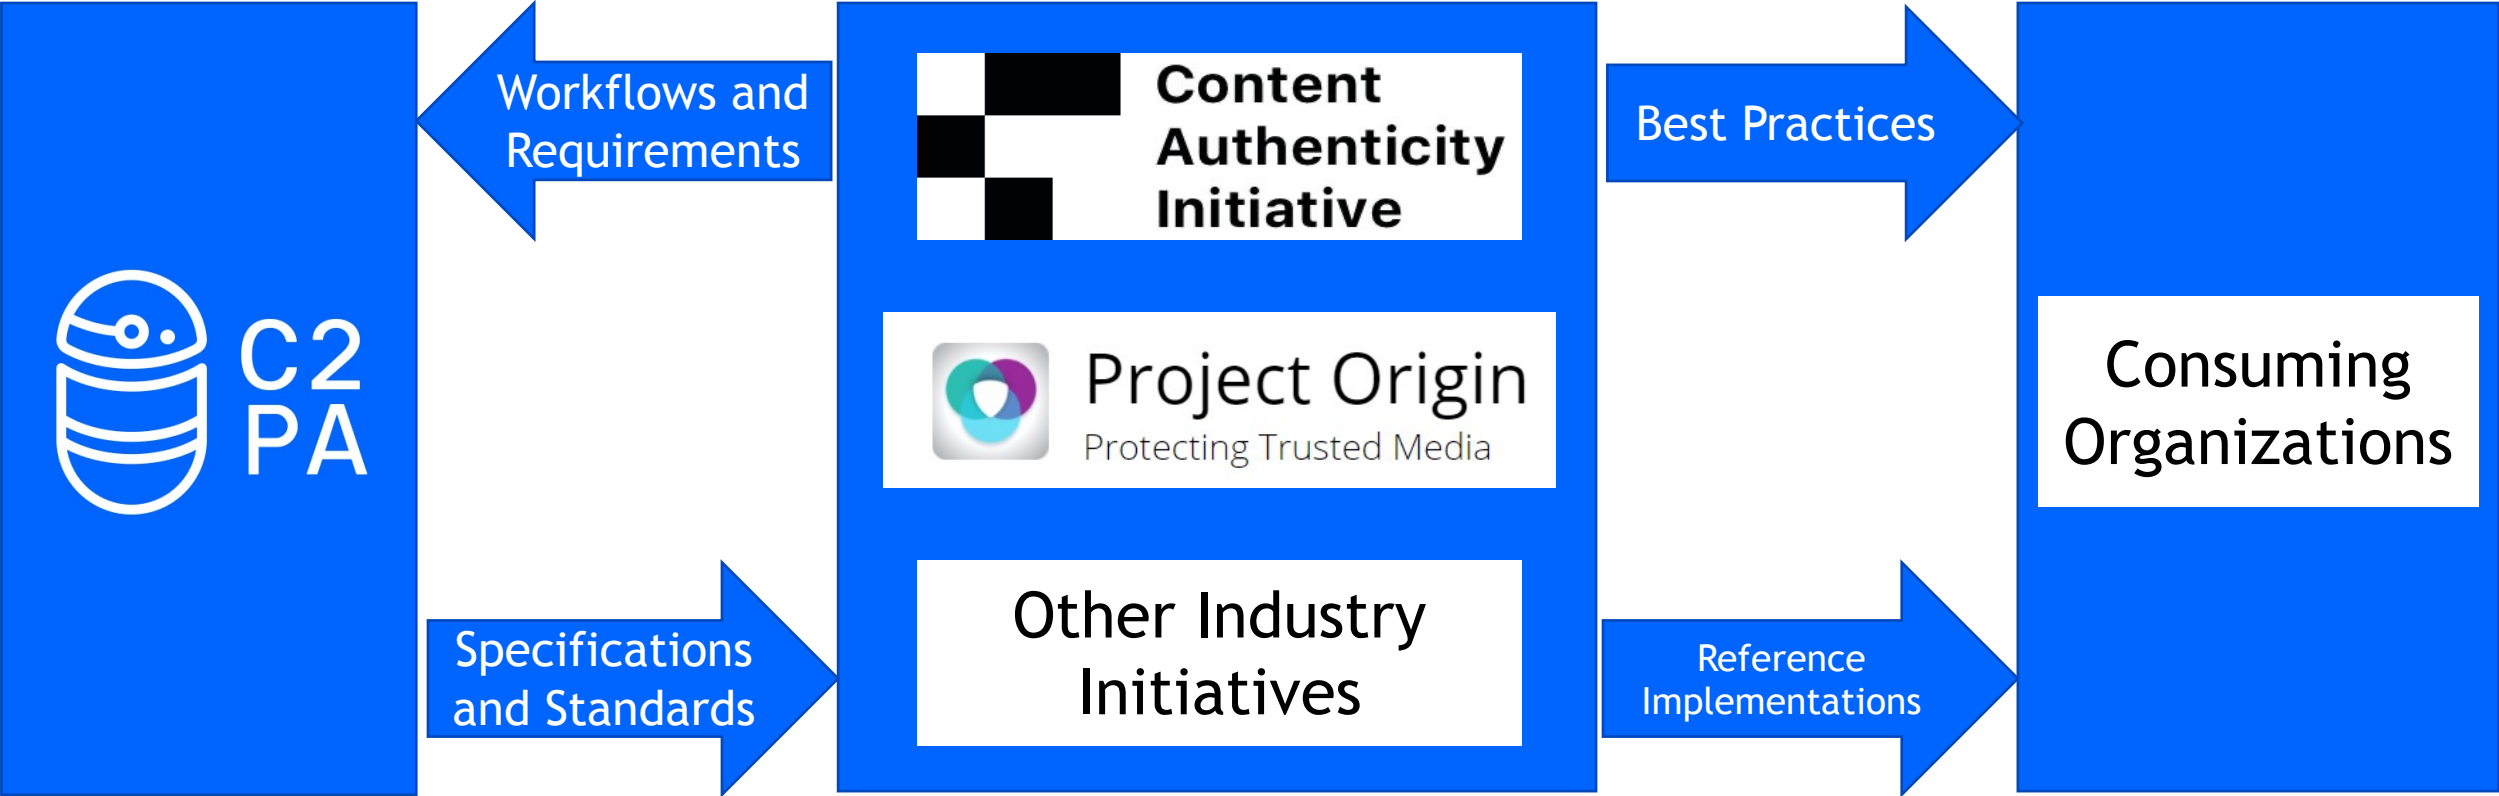 C2
PA
Workflows and
Requirements
Specifications
and Standards
Content
Authenticity
Initiative
Project Origin
Protecting Trusted Media
Other Industry
Initiatives
Best Practices
Reference
Implementations
Consuming
Organizations